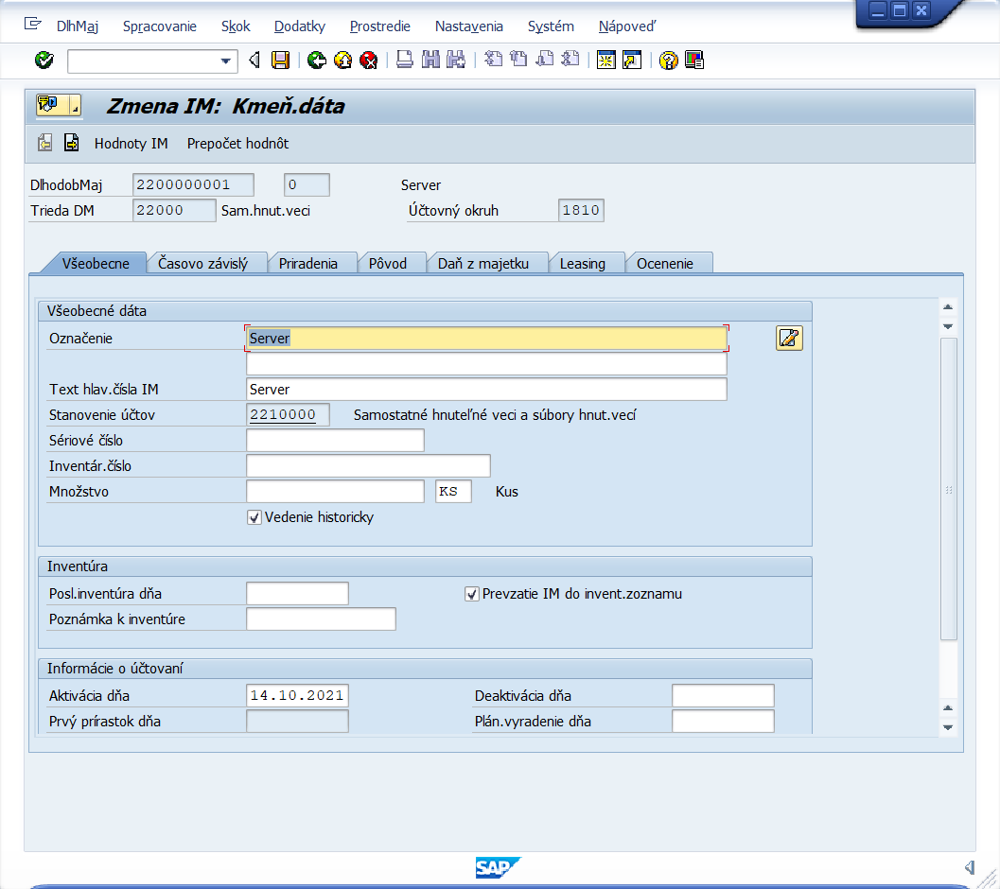 DlhMaj Spracovanie Skok Dodatky Prostredie Nastavenia Systém Nápoveď
Zmena IM: Kmeň.dáta
Hodnoty IM Prepočet hodnôt
DlhodobMaj 2200000001 0 Server
Trieda DM 22000 Sam.hnut.veci Účtovný okruh 1810
Všeobecne Časovo závislý Priradenia Pôvod Daň z majetku Leasing Ocenenie
Všeobecné dáta
Označenie Server
Text hlav.čísla IM Server
Stanovenie účtov 2210000 Samostatné hnuteľné veci a súbory hnut.vecí
Sériové číslo
Inventár.číslo
Množstvo KS Kus
Vedenie historicky
Inventúra
Posl.inventúra dňa Prevzatie IM do invent.zoznamu
Poznámka k inventúre
Informácie o účtovaní
Aktivácia dňa 14.10.2021 Deaktivácia dňa
Prvý prírastok dňa Plán.vyradenie dňa
SAP